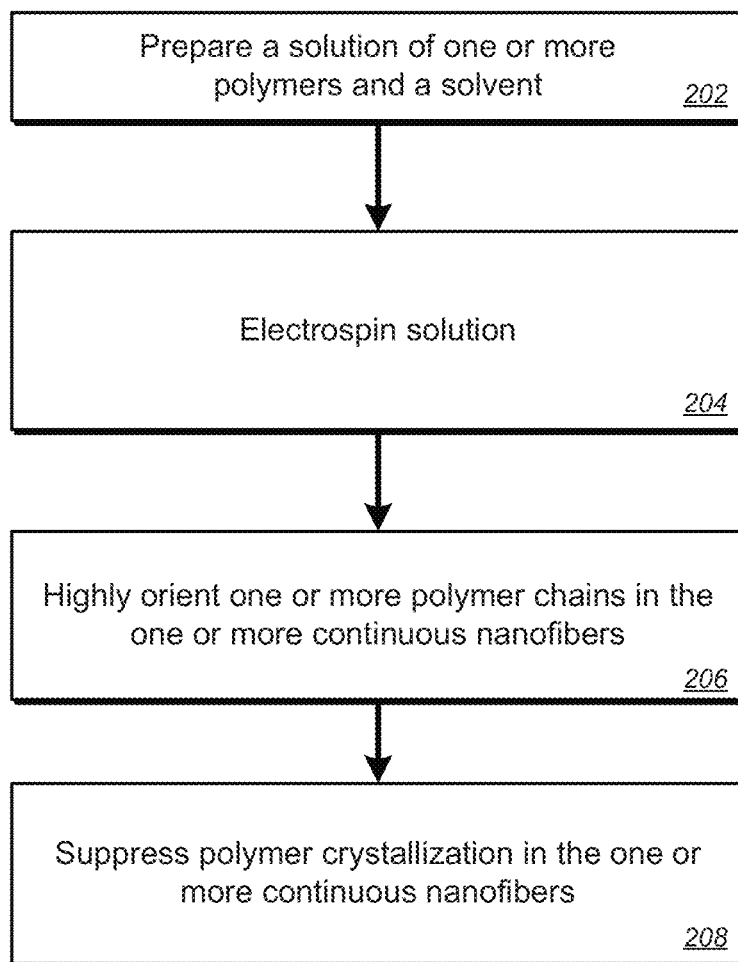 Prepare a solution of one or more
polymers and a solvent
202
Electrospin solution
204
Highly orient one or more polymer chains in the
one or more continuous nanofibers
206
Suppress polymer crystallization in the one or
more continuous nanofibers
208